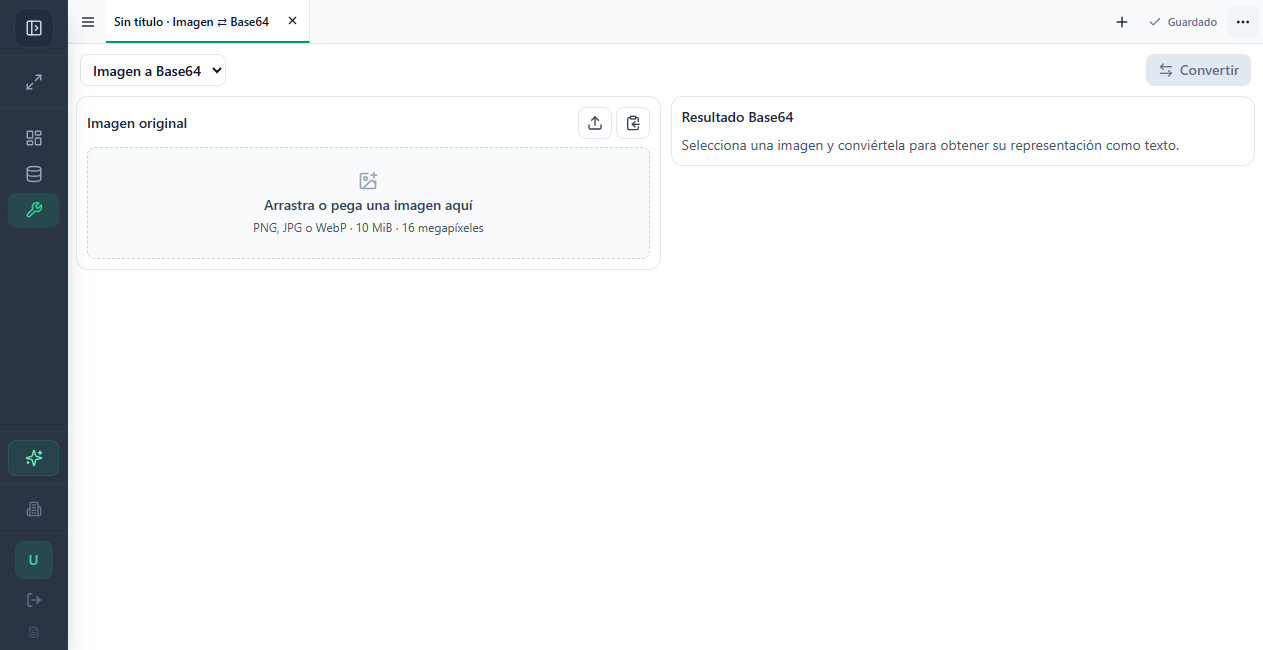 Sin título · Imagen ⇄ Base64
Guardado
Imagen a Base64
Convertir
Imagen original
Arrastra o pega una imagen aquí
PNG, JPG o WebP · 10 MiB · 16 megapíxeles
Resultado Base64
Selecciona una imagen y conviértela para obtener su representación como texto.
U